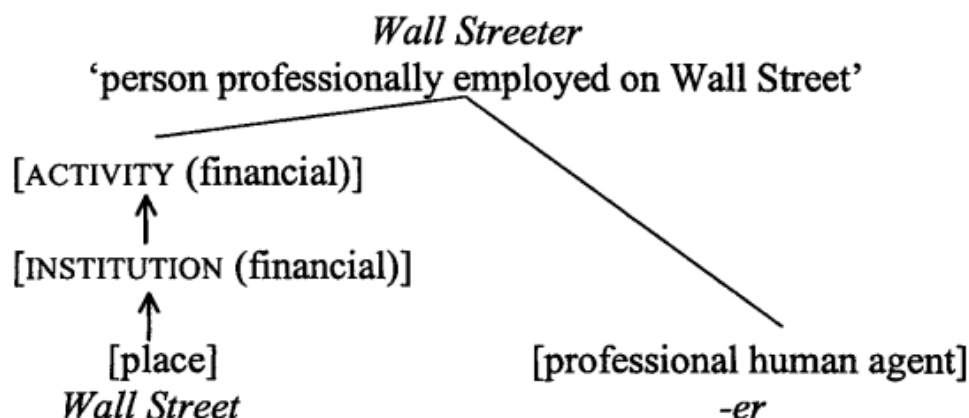 Wall Streeter
‘person professionally employed on Wall Street’
[ACTIVITY (financial)]
[INSTITUTION (financial)]
[place] [professional human agent]
Wall Street -er